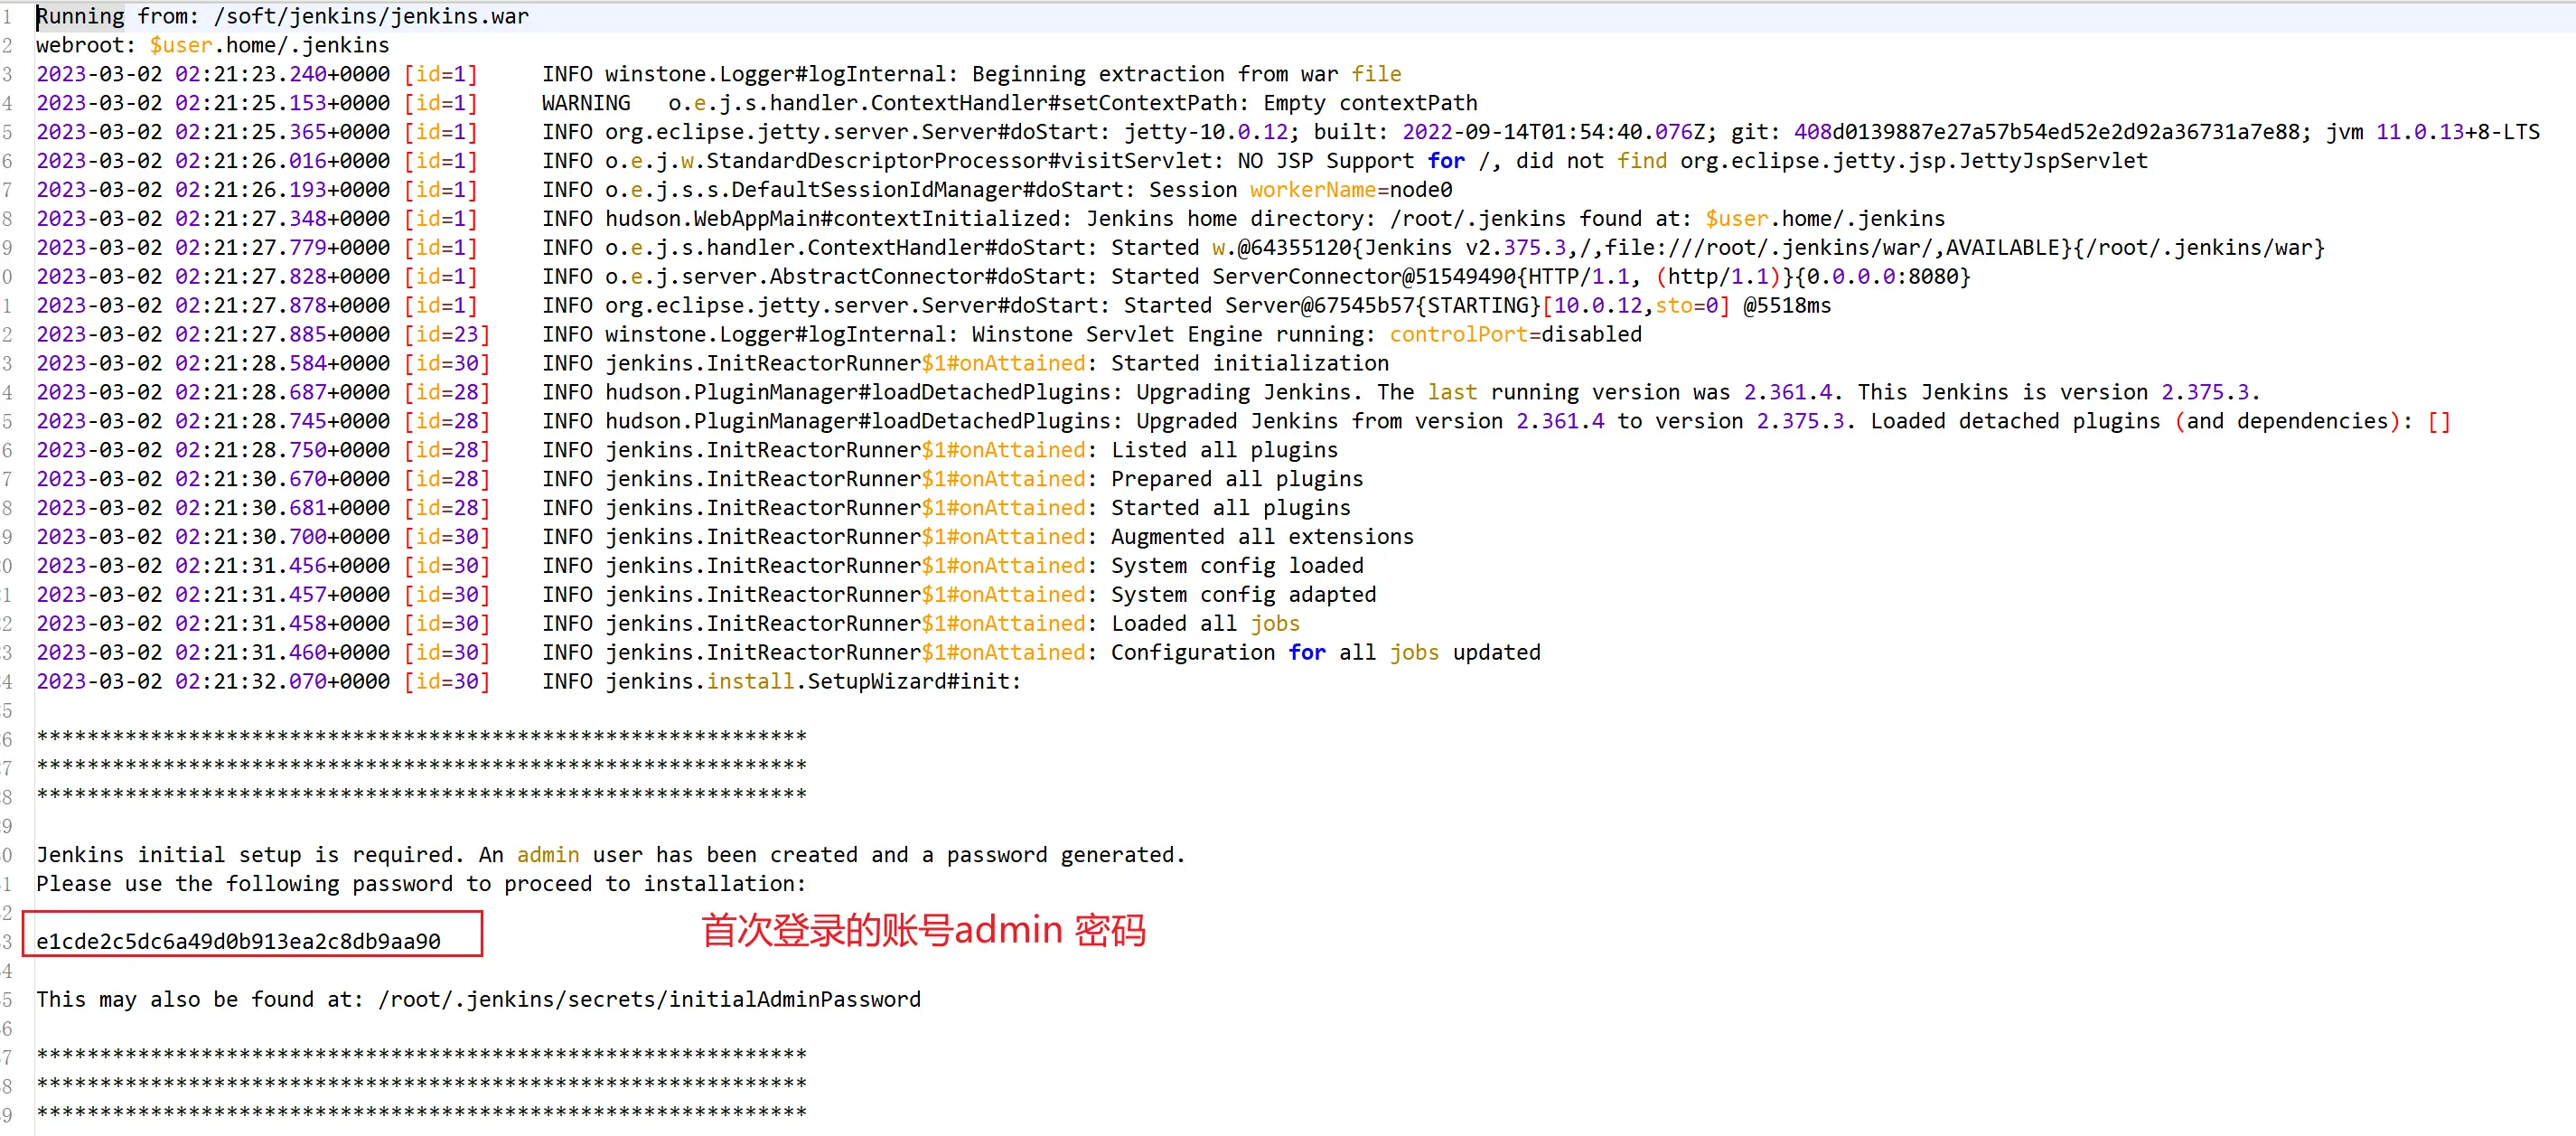 1 Running from: /soft/jenkins/jenkins.war
2 webroot: $user.home/.jenkins
3 2023-03-02 02:21:23.240+0000 [id=1] INFO winstone.Logger#logInternal: Beginning extraction from war file
4 2023-03-02 02:21:25.153+0000 [id=1] WARNING o.e.j.s.handler.ContextHandler#setContextPath: Empty contextPath
5 2023-03-02 02:21:25.365+0000 [id=1] INFO org.eclipse.jetty.server.Server#doStart: jetty-10.0.12; built: 2022-09-14T01:54:40.076Z; git: 408d0139887e27a57b54ed52e2d92a36731a7e88; jvm 11.0.13+8-LTS
6 2023-03-02 02:21:26.016+0000 [id=1] INFO o.e.j.w.StandardDescriptorProcessor#visitServlet: NO JSP Support for /, did not find org.eclipse.jetty.jsp.JettyJspServlet
7 2023-03-02 02:21:26.193+0000 [id=1] INFO o.e.j.s.s.DefaultSessionIdManager#doStart: Session workerName=node0
8 2023-03-02 02:21:27.348+0000 [id=1] INFO hudson.WebAppMain#contextInitialized: Jenkins home directory: /root/.jenkins found at: $user.home/.jenkins
9 2023-03-02 02:21:27.779+0000 [id=1] INFO o.e.j.s.handler.ContextHandler#doStart: Started w.@64355120{Jenkins v2.375.3,/,file:///root/.jenkins/war/,AVAILABLE}{/root/.jenkins/war}
0 2023-03-02 02:21:27.828+0000 [id=1] INFO o.e.j.server.AbstractConnector#doStart: Started ServerConnector@51549490{HTTP/1.1, (http/1.1)}{0.0.0.0:8080}
1 2023-03-02 02:21:27.878+0000 [id=1] INFO org.eclipse.jetty.server.Server#doStart: Started Server@67545b57{STARTING}[10.0.12,sto=0] @5518ms
2 2023-03-02 02:21:27.885+0000 [id=23] INFO winstone.Logger#logInternal: Winstone Servlet Engine running: controlPort=disabled
3 2023-03-02 02:21:28.584+0000 [id=30] INFO jenkins.InitReactorRunner$1#onAttained: Started initialization
4 2023-03-02 02:21:28.687+0000 [id=28] INFO hudson.PluginManager#loadDetachedPlugins: Upgrading Jenkins. The last running version was 2.361.4. This Jenkins is version 2.375.3.
5 2023-03-02 02:21:28.745+0000 [id=28] INFO hudson.PluginManager#loadDetachedPlugins: Upgraded Jenkins from version 2.361.4 to version 2.375.3. Loaded detached plugins (and dependencies): []
6 2023-03-02 02:21:28.750+0000 [id=28] INFO jenkins.InitReactorRunner$1#onAttained: Listed all plugins
7 2023-03-02 02:21:30.670+0000 [id=28] INFO jenkins.InitReactorRunner$1#onAttained: Prepared all plugins
8 2023-03-02 02:21:30.681+0000 [id=28] INFO jenkins.InitReactorRunner$1#onAttained: Started all plugins
9 2023-03-02 02:21:30.700+0000 [id=30] INFO jenkins.InitReactorRunner$1#onAttained: Augmented all extensions
0 2023-03-02 02:21:31.456+0000 [id=30] INFO jenkins.InitReactorRunner$1#onAttained: System config loaded
1 2023-03-02 02:21:31.457+0000 [id=30] INFO jenkins.InitReactorRunner$1#onAttained: System config adapted
2 2023-03-02 02:21:31.458+0000 [id=30] INFO jenkins.InitReactorRunner$1#onAttained: Loaded all jobs
3 2023-03-02 02:21:31.460+0000 [id=30] INFO jenkins.InitReactorRunner$1#onAttained: Configuration for all jobs updated
4 2023-03-02 02:21:32.070+0000 [id=30] INFO jenkins.install.SetupWizard#init:
5
6 *************************************************************
7 *************************************************************
8 *************************************************************
9
0 Jenkins initial setup is required. An admin user has been created and a password generated.
1 Please use the following password to proceed to installation:
2
3 e1cde2c5dc6a49d0b913ea2c8db9aa90 首次登录的账号admin 密码
4
5 This may also be found at: /root/.jenkins/secrets/initialAdminPassword
6
7 *************************************************************
8 *************************************************************
9 *************************************************************